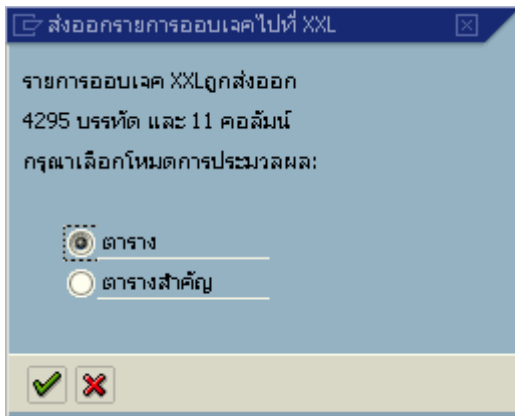 ส่งออกรายการออบเจคไปที่ XXL
รายการออบเจค XXLถูกส่งออก
4295 บรรทัด และ 11 คอลัมน์
กรุณาเลือกโหมดการประมวลผล:
ตาราง
ตารางสำคัญ